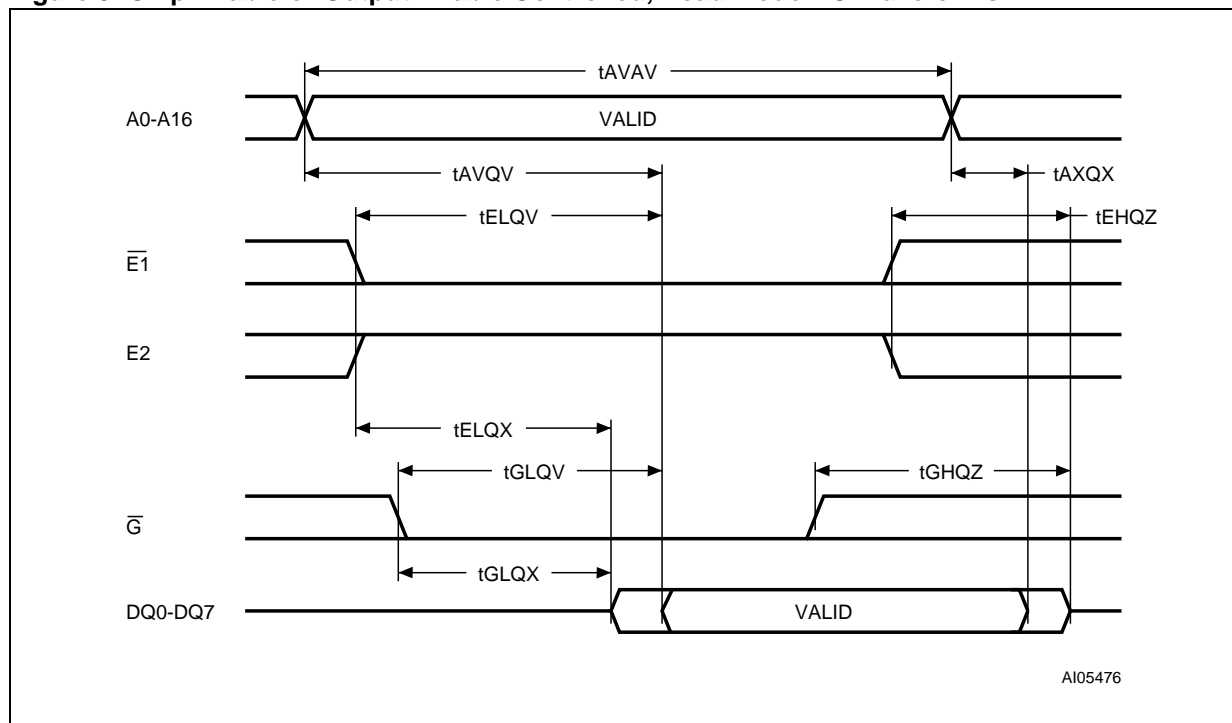 tAVAV
A0-A16
VALID
tAVQV
tAXQX
tELQV
tEHQZ
E1
E2
tELQX
tGLQV
tGHQZ
G
tGLQX
DQ0-DQ7
VALID
AI05476